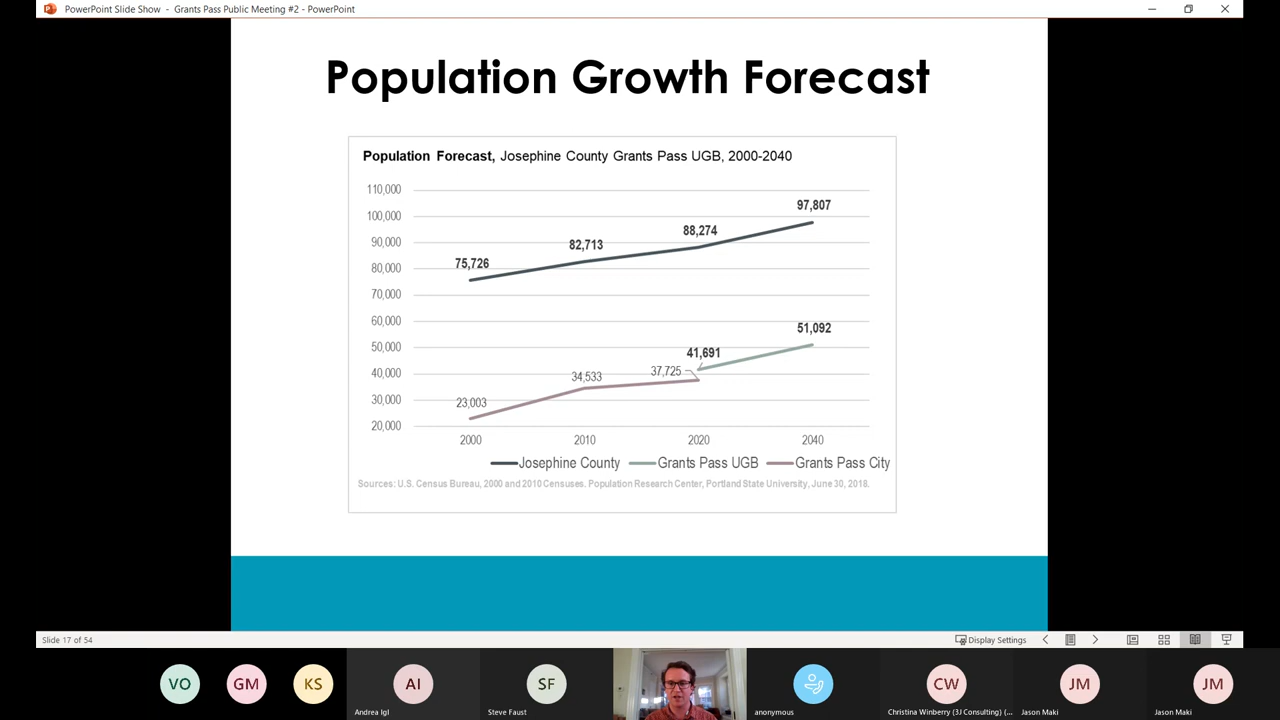 PowerPoint Slide Show - Grants Pass Public Meeting #2 - PowerPoint
Population Growth Forecast
Population Forecast, Josephine County Grants Pass UGB, 2000-2040
110,000
100,000
90,000
80,000
70,000
60,000
50,000
40,000
30,000
20,000
75,726
82,713
88,274
97,807
23,003
34,533
37,725
41,691
51,092
2000
2010
2020
2040
Josephine County
Grants Pass UGB
Grants Pass City
Sources: U.S. Census Bureau, 2000 and 2010 Censuses. Population Research Center, Portland State University, June 30, 2018.
Slide 17 of 54
Display Settings
VO
GM
KS
AI
SF
CW
JM
JM
Andrea Igl
Steve Faust
anonymous
Christina Winberry (3J Consulting) (...
Jason Maki
Jason Maki